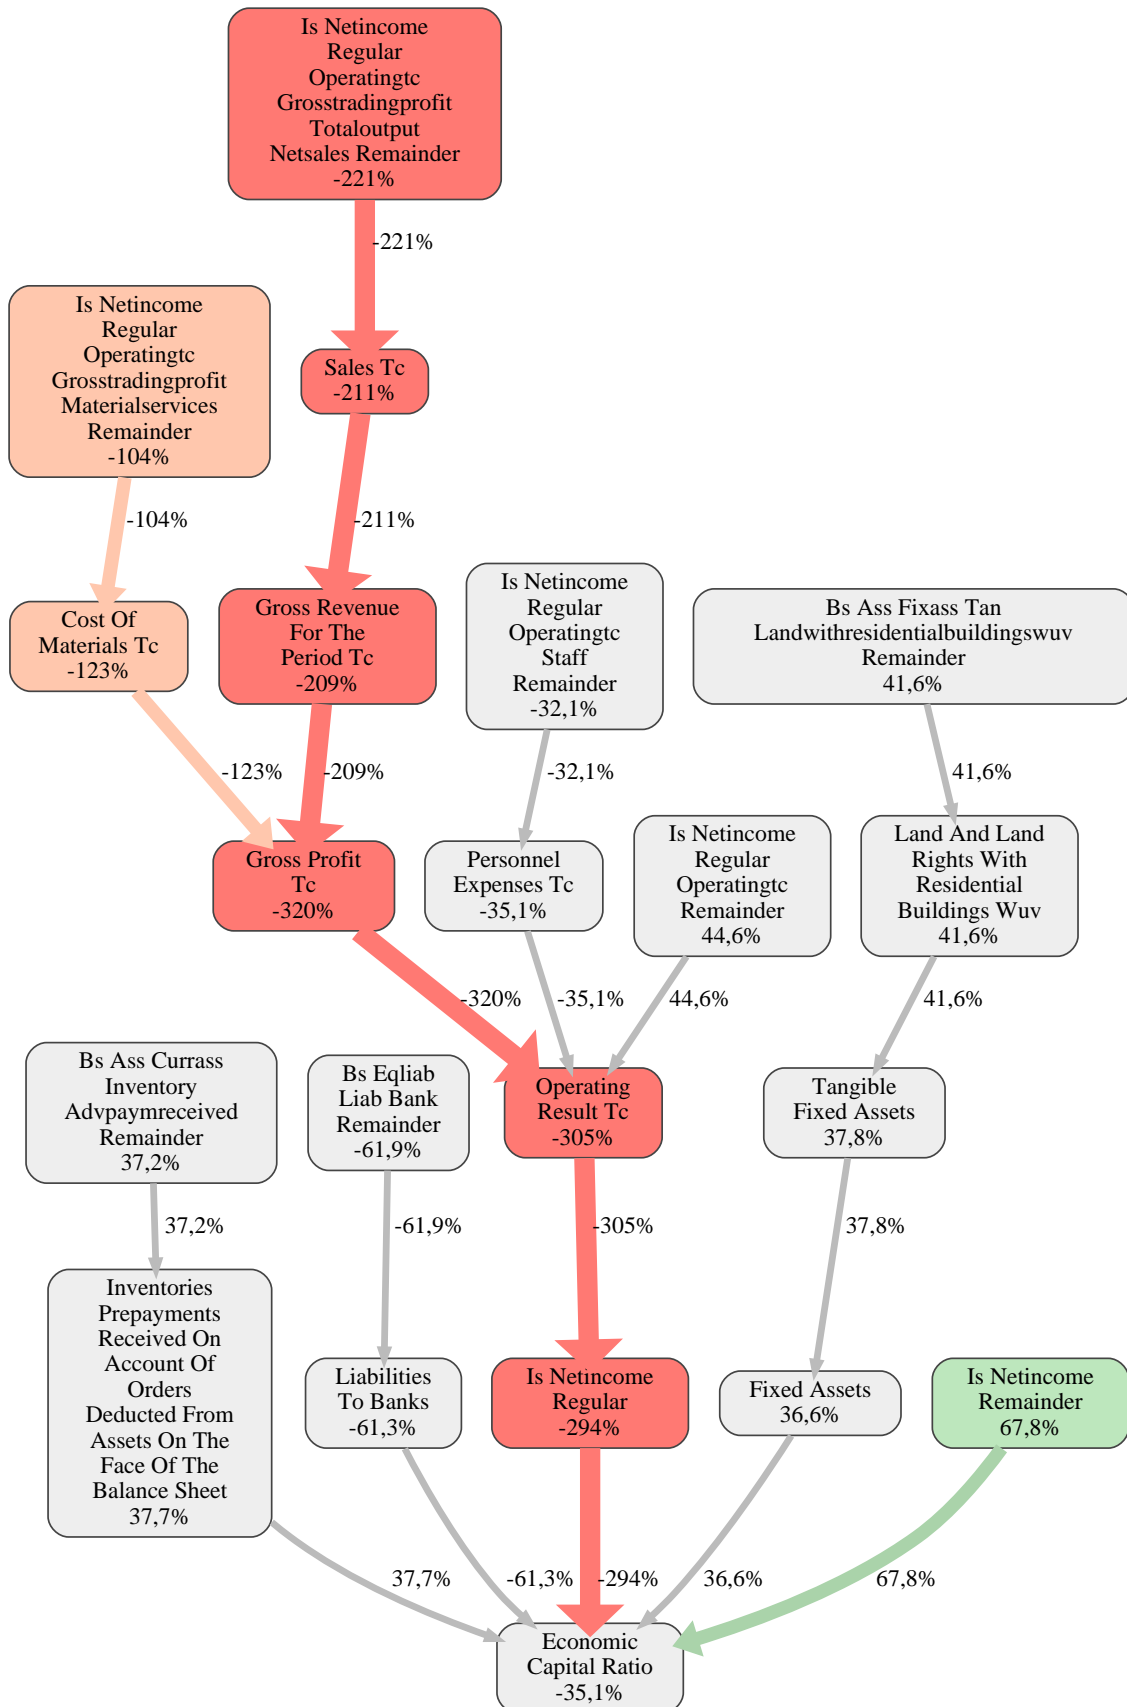 Is Netincome
Regular
Operatingtc
Grosstradingprofit
Totaloutput
Netsales Remainder
-221%
-221%
Is Netincome
Regular
Operatingtc
Grosstradingprofit
Materialservices
Remainder
-104%
Sales Tc
-211%
-104%
-211%
Cost Of
Materials Tc
-123%
Gross Revenue
For The
Period Tc
-209%
Is Netincome
Regular
Operatingtc
Staff
Remainder
-32,1%
Bs Ass Fixass Tan
Landwithresidentialbuildingswuv
Remainder
41,6%
-123%
-209%
-32,1%
41,6%
Gross Profit
Tc
-320%
Personnel
Expenses Tc
-35,1%
Is Netincome
Regular
Operatingtc
Remainder
44,6%
Land And Land
Rights With
Residential
Buildings Wuv
41,6%
-320%
-35,1%
44,6%
41,6%
Bs Ass Currass
Inventory
Advpaymreceived
Remainder
37,2%
Bs Eqliab
Liab Bank
Remainder
-61,9%
Operating
Result Tc
-305%
Tangible
Fixed Assets
37,8%
37,2%
-61,9%
-305%
37,8%
Inventories
Prepayments
Received On
Account Of
Orders
Deducted From
Assets On The
Face Of The
Balance Sheet
37,7%
Liabilities
To Banks
-61,3%
Is Netincome
Regular
-294%
Fixed Assets
36,6%
Is Netincome
Remainder
67,8%
37,7%
-61,3%
-294%
36,6%
67,8%
Economic
Capital Ratio
-35,1%